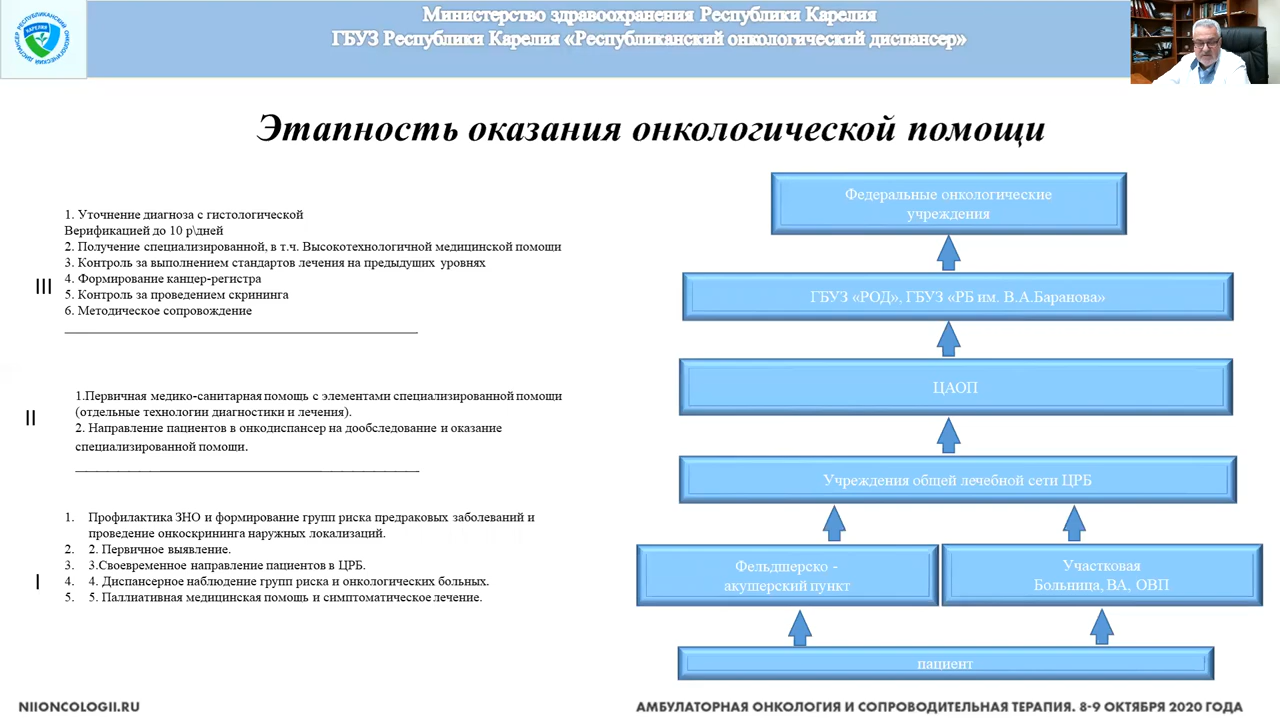 Министерство здравоохранения Республики Карелия
ГБУЗ Республики Карелия «Республиканский онкологический диспансер»
РЕСПУБЛИКАНСКИЙ ОНКОЛОГИЧЕСКИЙ ДИСПАНСЕР
КАРЕЛИЯ
Этапность оказания онкологической помощи
III
1. Уточнение диагноза с гистологической
Верификацией до 10 р\дней
2. Получение специализированной, в т.ч. Высокотехнологичной медицинской помощи
3. Контроль за выполнением стандартов лечения на предыдущих уровнях
4. Формирование канцер-регистра
5. Контроль за проведением скрининга
6. Методическое сопровождение
II
1.Первичная медико-санитарная помощь с элементами специализированной помощи
(отдельные технологии диагностики и лечения).
2. Направление пациентов в онкодиспансер на дообследование и оказание
специализированной помощи.
I
1. Профилактика ЗНО и формирование групп риска предраковых заболеваний и
проведение онкоскрининга наружных локализаций.
2. 2. Первичное выявление.
3. 3.Своевременное направление пациентов в ЦРБ.
4. 4. Диспансерное наблюдение групп риска и онкологических больных.
5. 5. Паллиативная медицинская помощь и симптоматическое лечение.
Федеральные онкологические
учреждения
ГБУЗ «РОД», ГБУЗ «РБ им. В.А.Баранова»
ЦАОП
Учреждения общей лечебной сети ЦРБ
Фельдшерско -
акушерский пункт
Участковая
Больница, ВА, ОВП
пациент
NIIONCOLOGII.RU
АМБУЛАТОРНАЯ ОНКОЛОГИЯ И СОПРОВОДИТЕЛЬНАЯ ТЕРАПИЯ. 8-9 ОКТЯБРЯ 2020 ГОДА